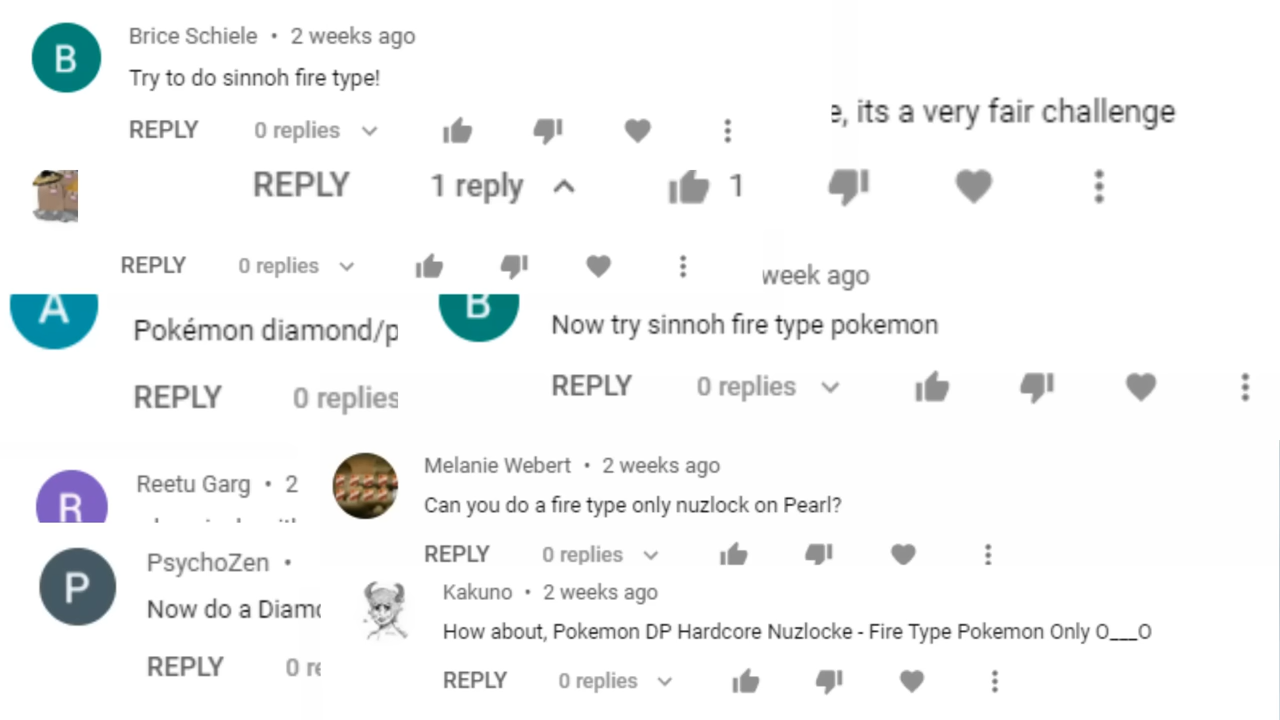 Brice Schiele • 2 weeks ago
B
Try to do sinnoh fire type!
REPLY 0 replies
e, its a very fair challenge
REPLY 1 reply 1
REPLY 0 replies
week ago
A
Pokémon diamond/p
REPLY 0 replies
B
Now try sinnoh fire type pokemon
REPLY 0 replies
Reetu Garg • 2
R
Melanie Webert • 2 weeks ago
Can you do a fire type only nuzlock on Pearl?
REPLY 0 replies
PsychoZen •
P
Now do a Diamo
REPLY 0 re
Kakuno • 2 weeks ago
How about, Pokemon DP Hardcore Nuzlocke - Fire Type Pokemon Only O___O
REPLY 0 replies